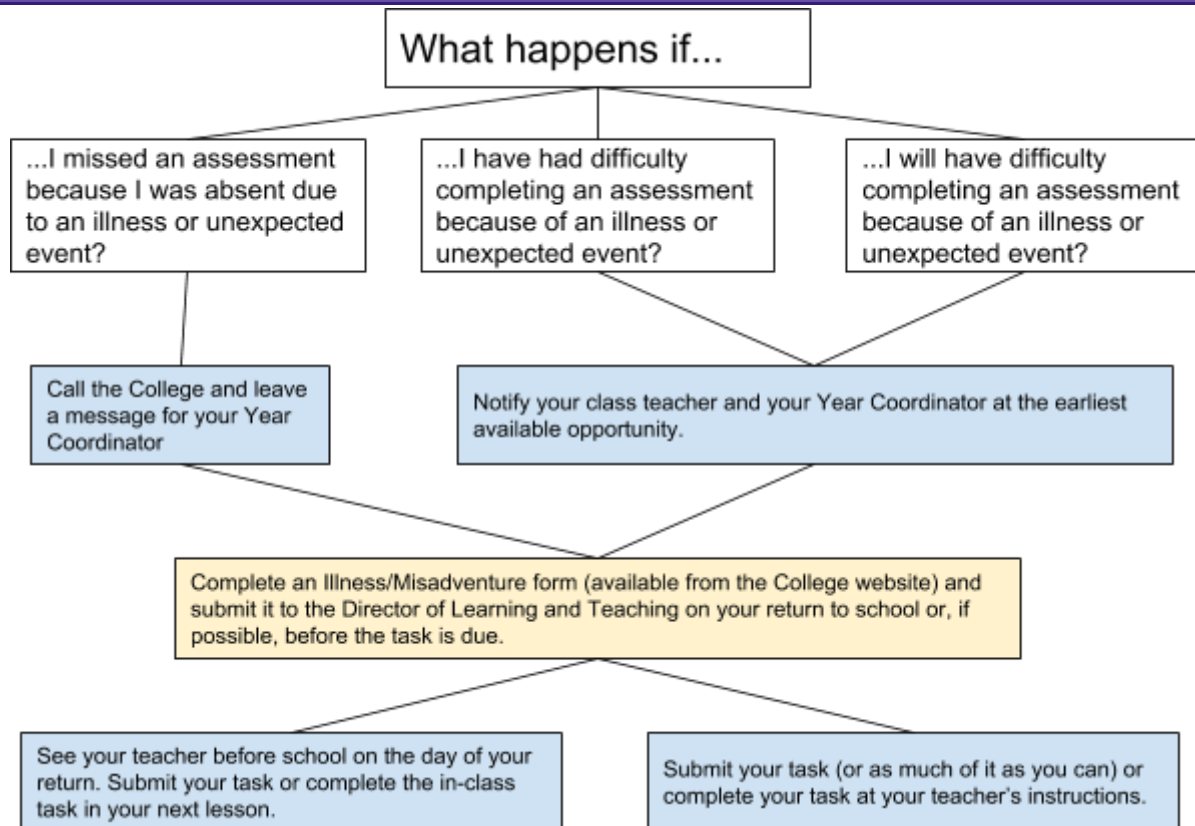 What happens if...
...I missed an assessment
because I was absent due
to an illness or unexpected
event?
...I have had difficulty
completing an assessment
because of an illness or
unexpected event?
...I will have difficulty
completing an assessment
because of an illness or
unexpected event?
Call the College and leave
a message for your Year
Coordinator
Notify your class teacher and your Year Coordinator at the earliest
available opportunity.
Complete an Illness/Misadventure form (available from the College website) and
submit it to the Director of Learning and Teaching on your return to school or, if
possible, before the task is due.
See your teacher before school on the day of your
return. Submit your task or complete the in-class
task in your next lesson.
Submit your task (or as much of it as you can) or
complete your task at your teacher's instructions.